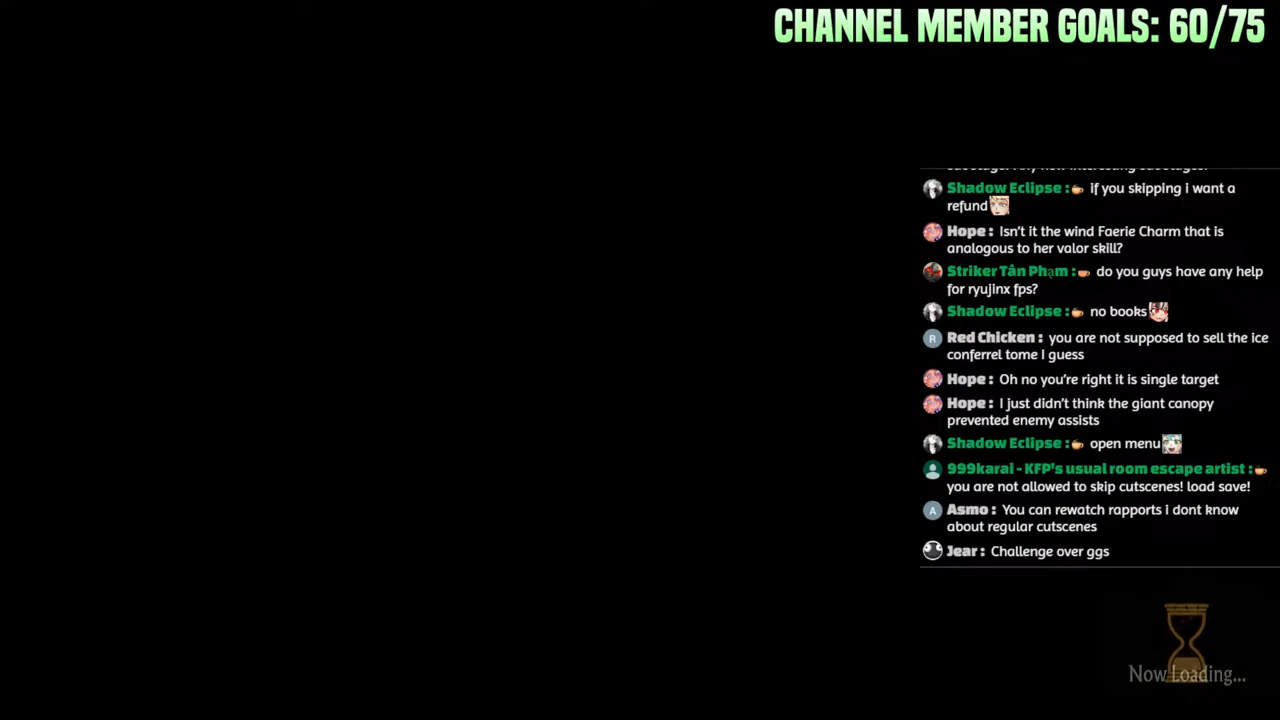 CHANNEL MEMBER GOALS: 60/75
Shadow Eclipse : if you skipping i want a
refund
Hope : Isn't it the wind Faerie Charm that is
analogous to her valor skill?
Striker Tân Phạm : do you guys have any help
for ryujinx fps?
Shadow Eclipse : no books
Red Chicken : you are not supposed to sell the ice
conferrel tome I guess
Hope : Oh no you're right it is single target
Hope : I just didn't think the giant canopy
prevented enemy assists
Shadow Eclipse : open menu
999karai - KFP's usual room escape artist :
you are not allowed to skip cutscenes! load save!
Asmo : You can rewatch rapports i dont know
about regular cutscenes
Jear : Challenge over ggs
Now Loading...